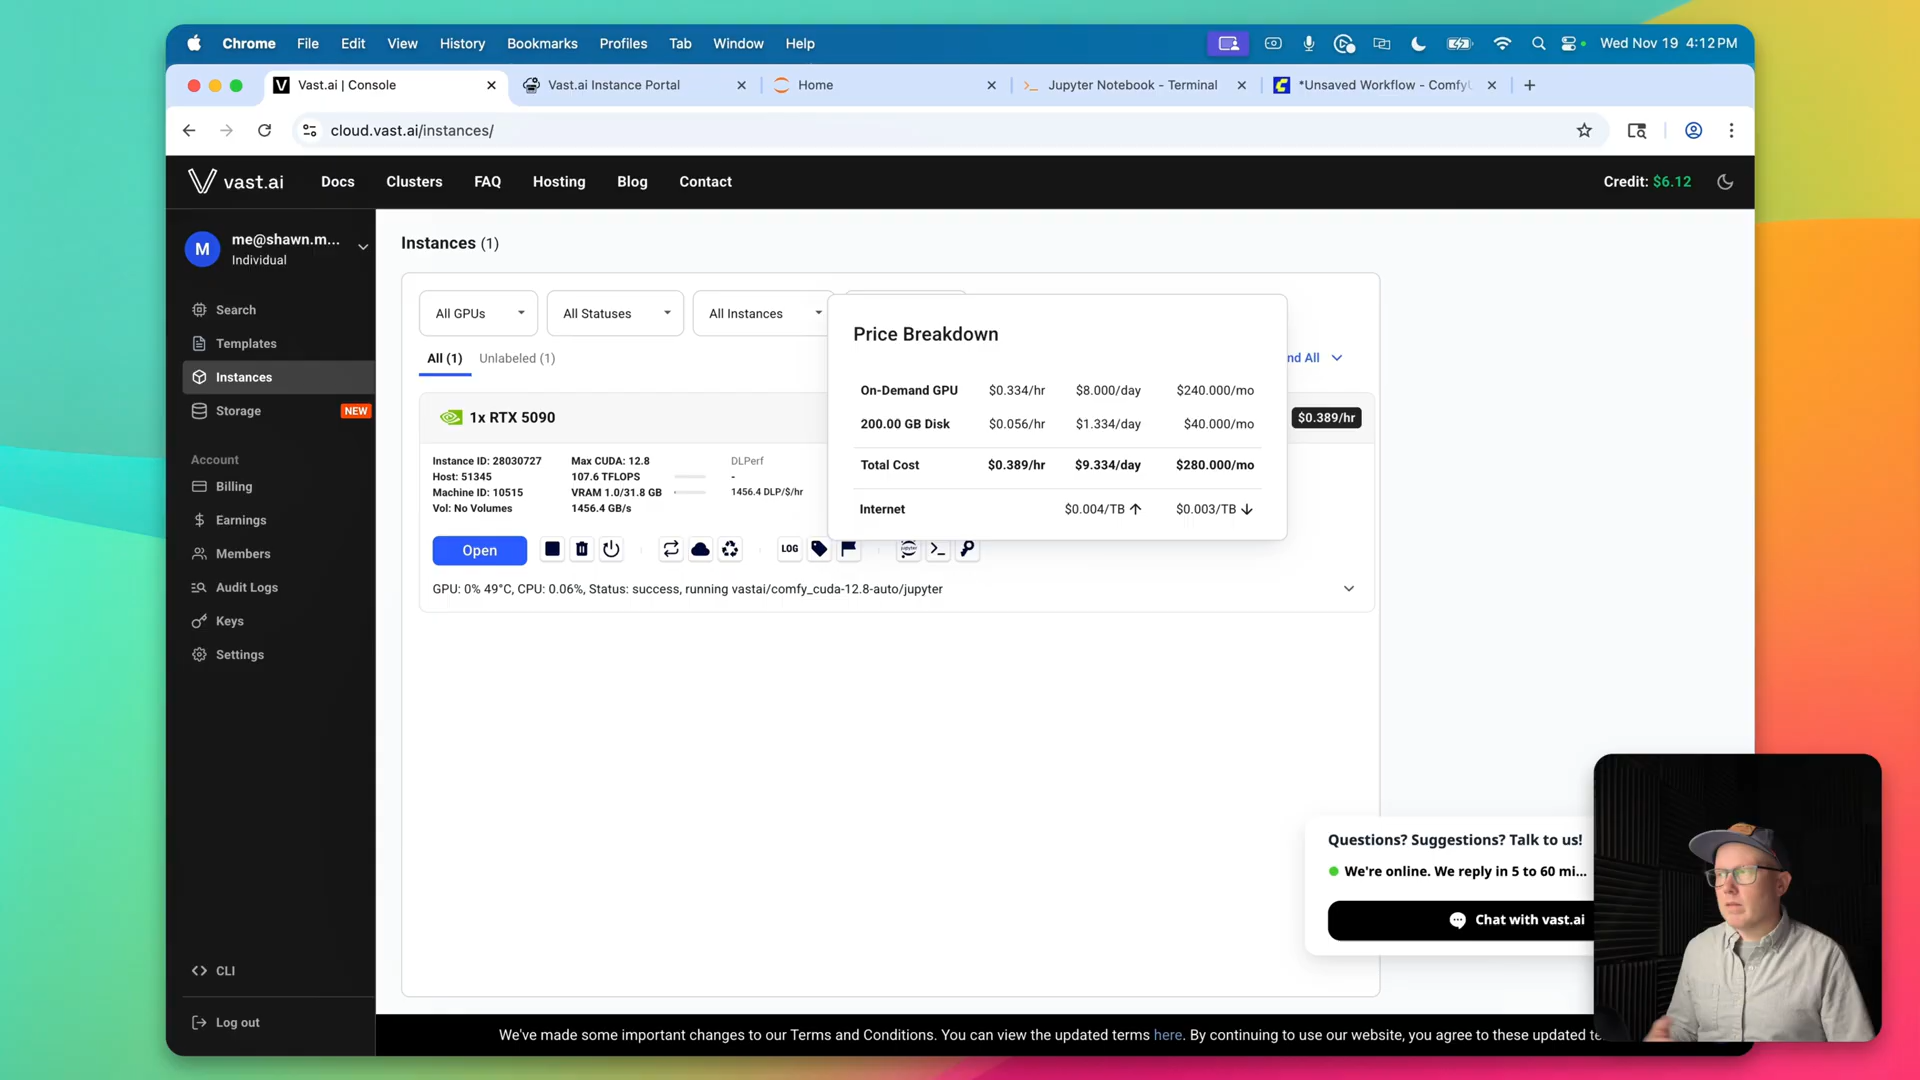 Chrome File Edit View History Bookmarks Profiles Tab Window Help Wed Nov 19 4:12 PM
Vast.ai | Console Vast.ai Instance Portal Home Jupyter Notebook - Terminal *Unsaved Workflow - Comfy
cloud.vast.ai/instances/
vast.ai Docs Clusters FAQ Hosting Blog Contact Credit: $6.12
M
me@shawn.m...
Individual
Search
Templates
Instances
Storage NEW
Account
Billing
Earnings
Members
Audit Logs
Keys
Settings
CLI
Log out
Instances (1)
All GPUs All Statuses All Instances
All (1) Unlabeled (1) nd All
1x RTX 5090 $0.389/hr
Instance ID: 28030727 Max CUDA: 12.8 DLPerf
Host: 51345 107.6 TFLOPS -
Machine ID: 10515 VRAM 1.0/31.8 GB 1456.4 DLP/$/hr
Vol: No Volumes 1456.4 GB/s
Price Breakdown
On-Demand GPU $0.334/hr $8.000/day $240.000/mo
200.00 GB Disk $0.056/hr $1.334/day $40.000/mo
Total Cost $0.389/hr $9.334/day $280.000/mo
Internet $0.004/TB $0.003/TB
Open LOG
GPU: 0% 49°C, CPU: 0.06%, Status: success, running vastai/comfy_cuda-12.8-auto/jupyter
Questions? Suggestions? Talk to us!
We're online. We reply in 5 to 60 mi...
Chat with vast.ai
We've made some important changes to our Terms and Conditions. You can view the updated terms here. By continuing to use our website, you agree to these updated te